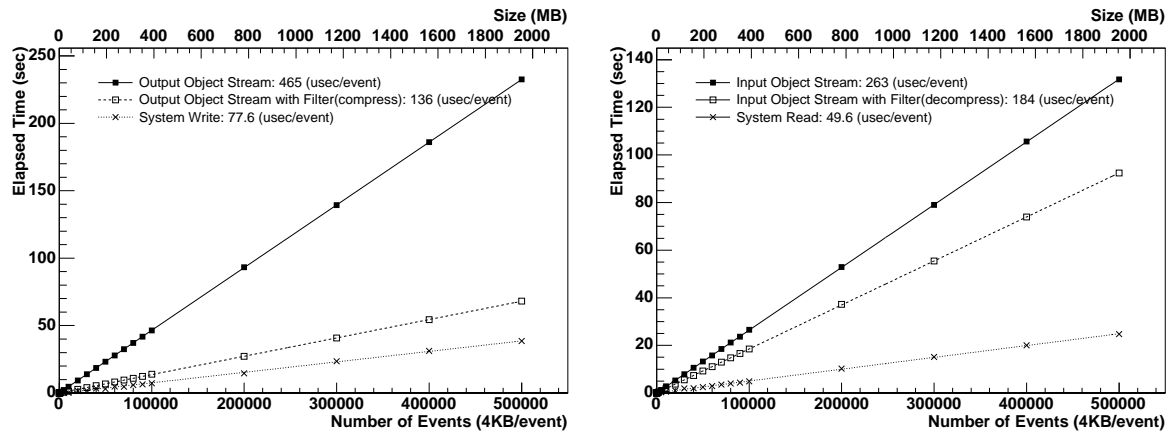 Size (MB)
0 200 400 600 800 1000 1200 1400 1600 1800 2000
Elapsed Time (sec)
250
200
150
100
50
0
Output Object Stream: 465 (usec/event)
Output Object Stream with Filter(compress): 136 (usec/event)
System Write: 77.6 (usec/event)
0 100000 200000 300000 400000 500000
Number of Events (4KB/event)
Size (MB)
0 200 400 600 800 1000 1200 1400 1600 1800 2000
Elapsed Time (sec)
140
120
100
80
60
40
20
0
Input Object Stream: 263 (usec/event)
Input Object Stream with Filter(decompress): 184 (usec/event)
System Read: 49.6 (usec/event)
0 100000 200000 300000 400000 500000
Number of Events (4KB/event)